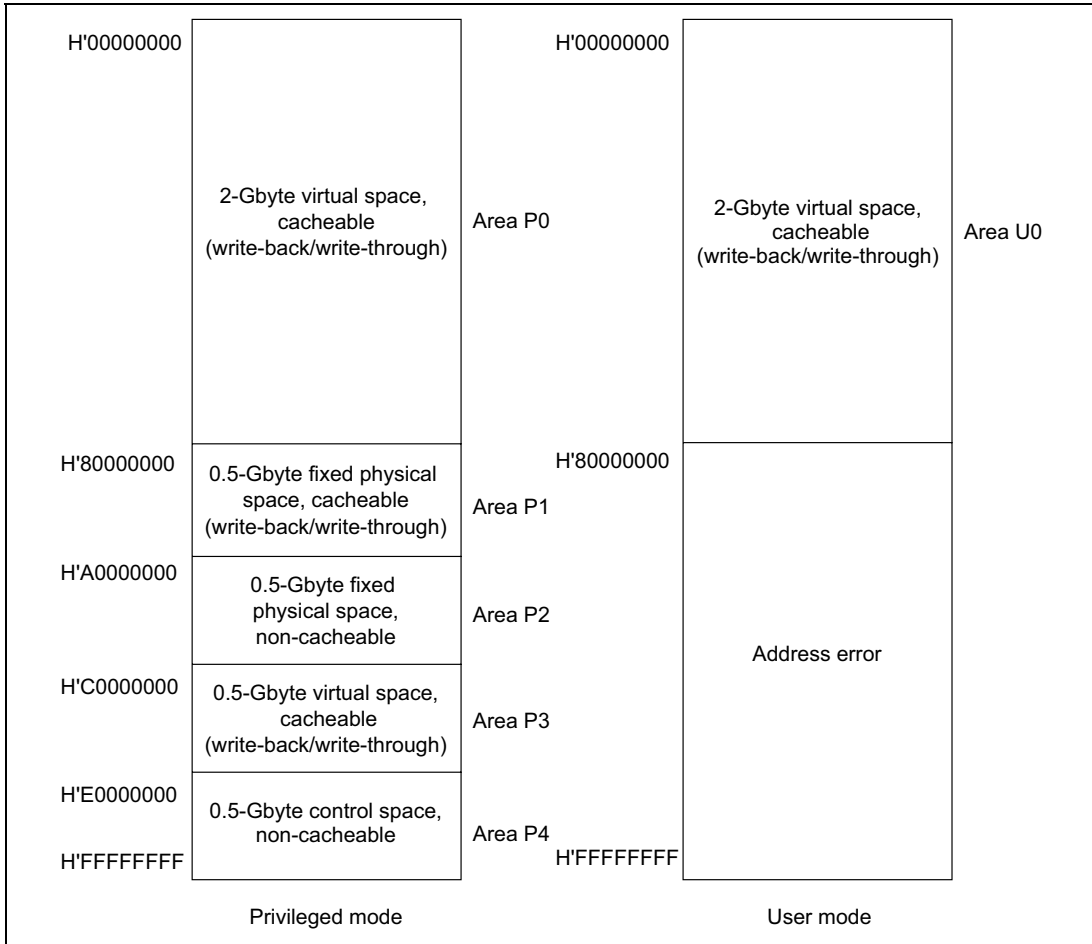 H'00000000
2-Gbyte virtual space,
cacheable
(write-back/write-through)
Area P0
H'80000000
0.5-Gbyte fixed physical
space, cacheable
(write-back/write-through)
Area P1
H'A0000000
0.5-Gbyte fixed
physical space,
non-cacheable
Area P2
H'C0000000
0.5-Gbyte virtual space,
cacheable
(write-back/write-through)
Area P3
H'E0000000
0.5-Gbyte control space,
non-cacheable
Area P4
H'FFFFFFFF
Privileged mode
H'00000000
2-Gbyte virtual space,
cacheable
(write-back/write-through)
Area U0
H'80000000
Address error
H'FFFFFFFF
User mode